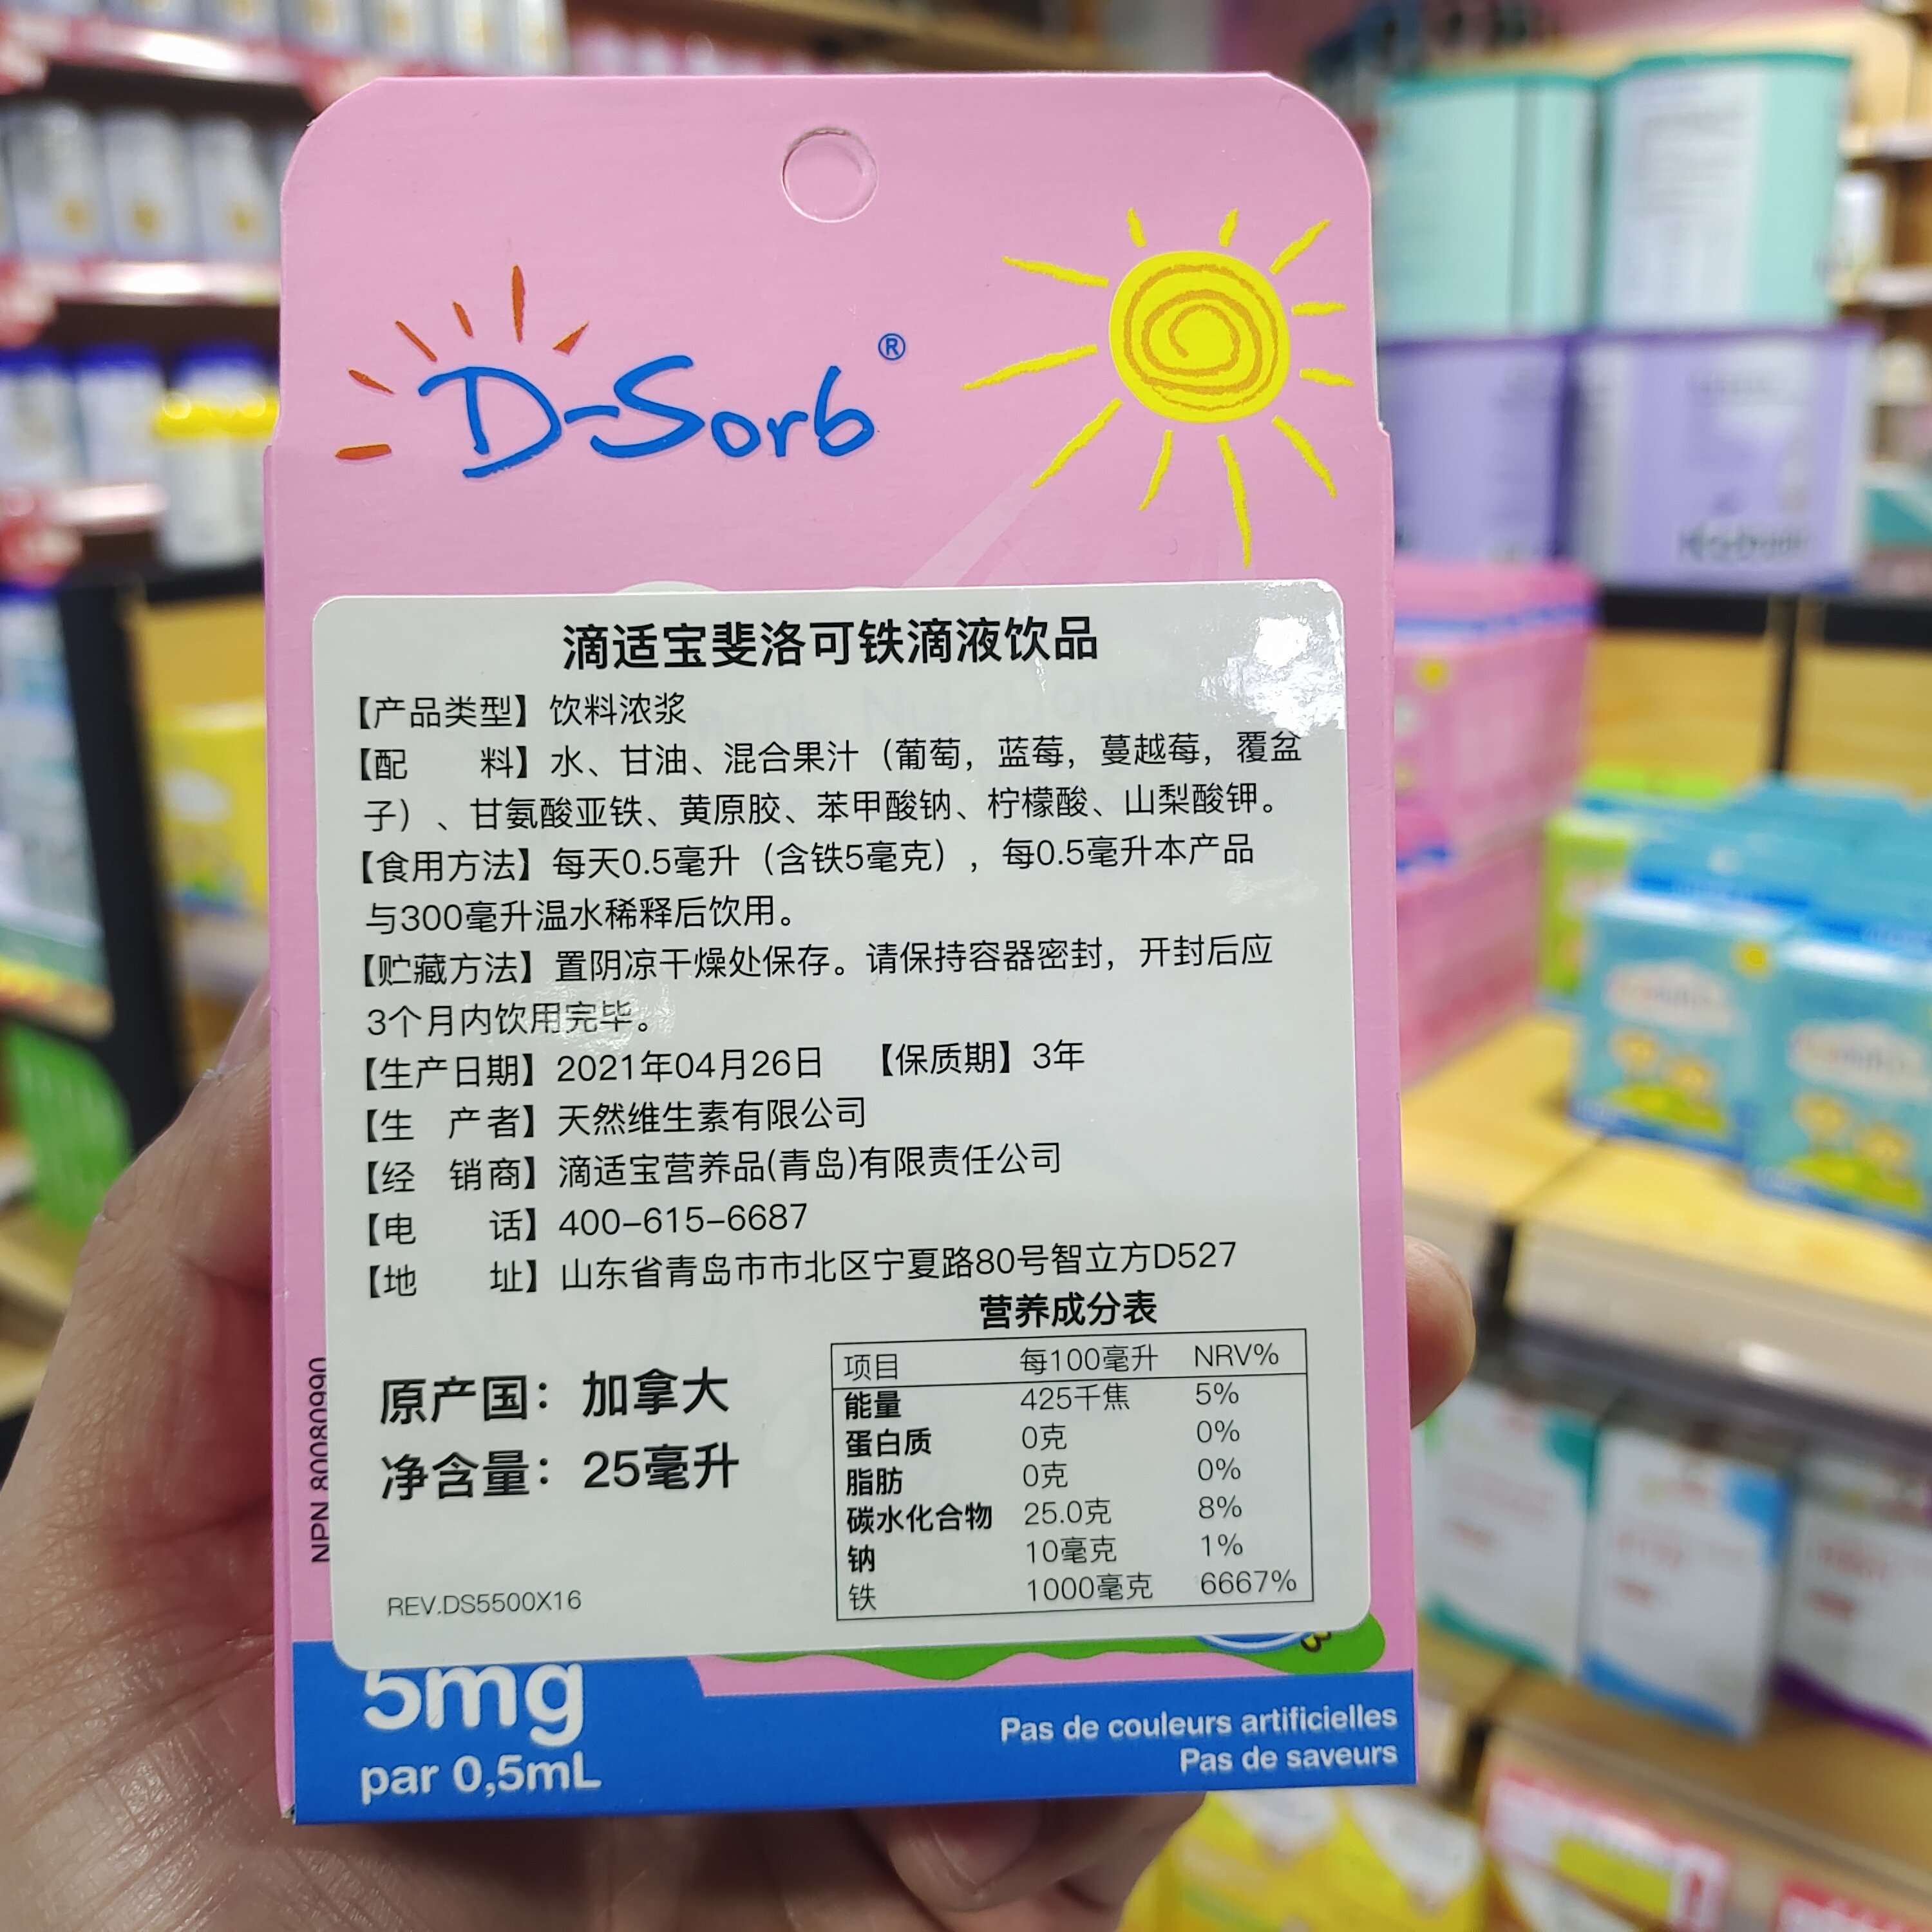 D-Sorb®
滴适宝斐洛可铁滴液饮品
【产品类型】饮料浓浆
【配 料】水、甘油、混合果汁（葡萄，蓝莓，蔓越莓，覆盆
子）、甘氨酸亚铁、黄原胶、苯甲酸钠、柠檬酸、山梨酸钾。
【食用方法】每天0.5毫升（含铁5毫克），每0.5毫升本产品
与300毫升温水稀释后饮用。
【贮藏方法】置阴凉干燥处保存。请保持容器密封，开封后应
3个月内饮用完毕。
【生产日期】2021年04月26日 【保质期】3年
【生 产者】天然维生素有限公司
【经 销商】滴适宝营养品(青岛)有限责任公司
【电 话】400-615-6687
【地 址】山东省青岛市市北区宁夏路80号智立方D527
原产国：加拿大
净含量：25毫升
REV.DS5500X16
营养成分表
项目 每100毫升 NRV%
能量 425千焦 5%
蛋白质 0克 0%
脂肪 0克 0%
碳水化合物 25.0克 8%
钠 10毫克 1%
铁 1000毫克 6667%
NPN 80080990
5mg
par 0,5mL
Pas de couleurs artificielles
Pas de saveurs